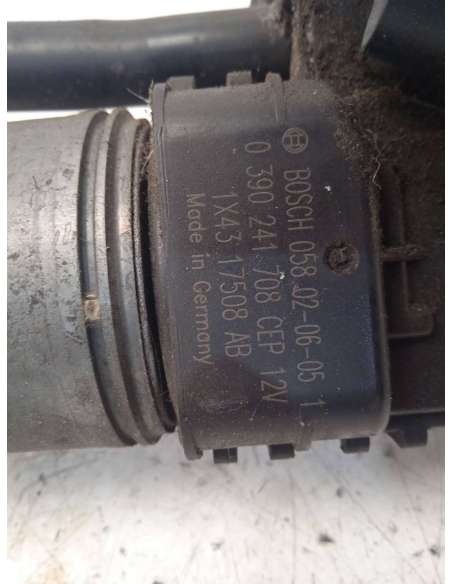 BOSCH 058 02-06-05 1
0 390 241 708 CEP 12V
1X43 17508 AB
Made in Germany